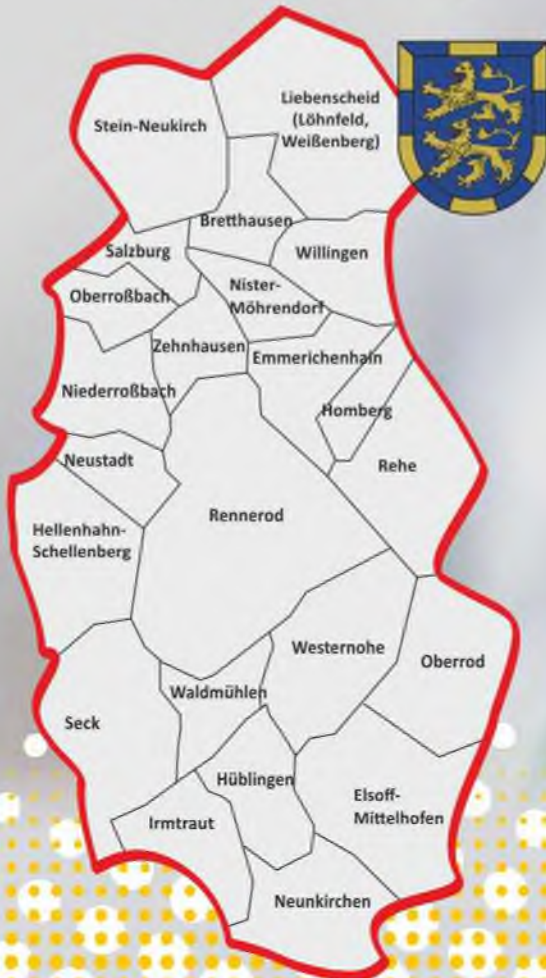 Liebenscheid
(Löhnfeld,
Weißenberg)
Stein-Neukirch
Bretthausen
Salzburg
Willingen
Oberroßbach
Nister-
Möhrendorf
Zehnhausen
Emmerichenhain
Niederroßbach
Homberg
Neustadt
Rehe
Rennerod
Hellenhahn-
Schellenberg
Westernohe
Oberrod
Waldmühlen
Seck
Hüblingen
Elsoff-
Mittelhofen
Irmtraut
Neunkirchen